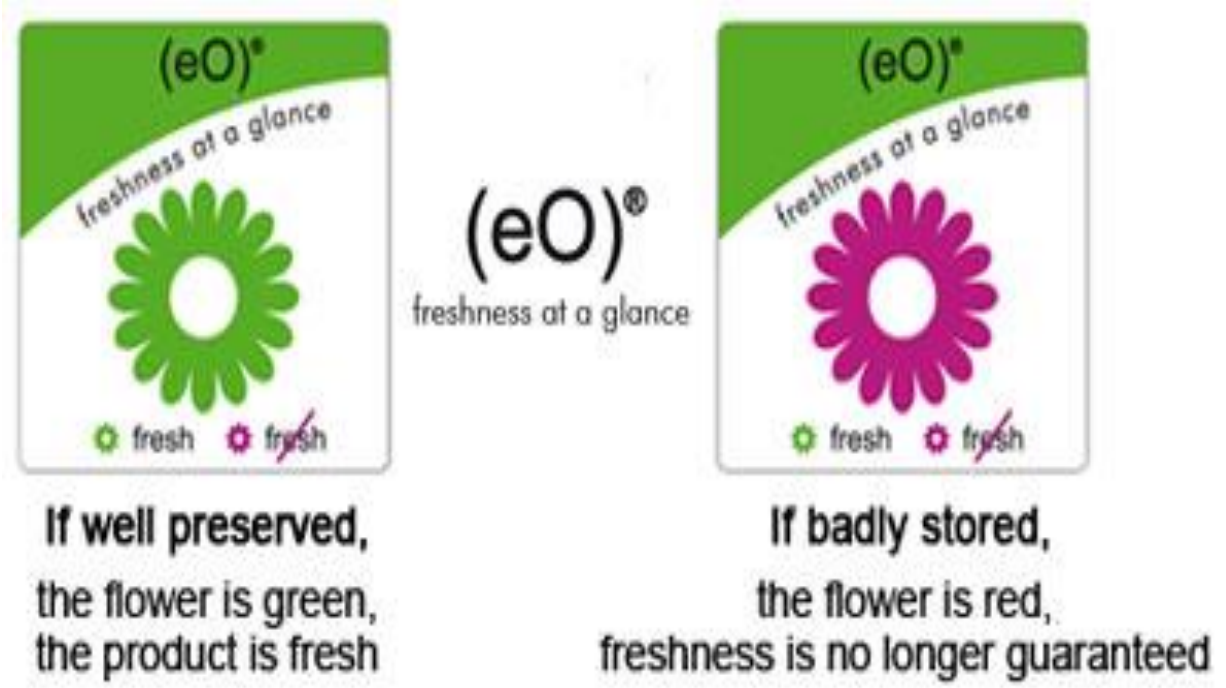 (eO)®
freshness at a glance
fresh fresh
If well preserved,
the flower is green,
the product is fresh
(eO)®
freshness at a glance
(eO)®
freshness at a glance
fresh fresh
If badly stored,
the flower is red,
freshness is no longer guaranteed